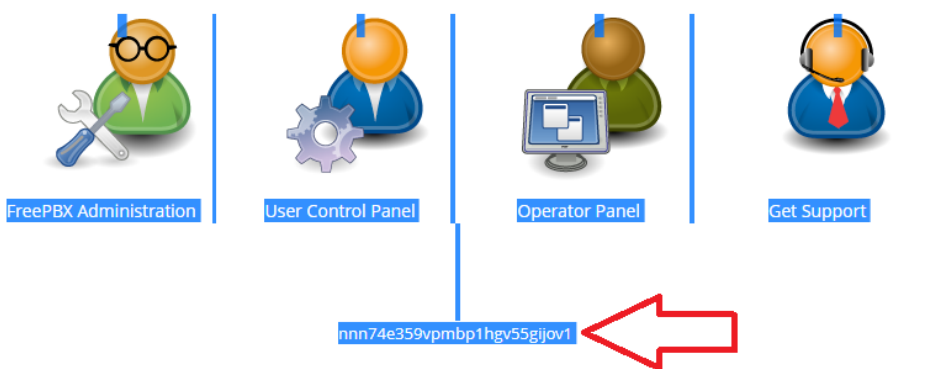 FreePBX Administration
User Control Panel
Operator Panel
Get Support
nnn74e359vpmbp1hgv55gijov1